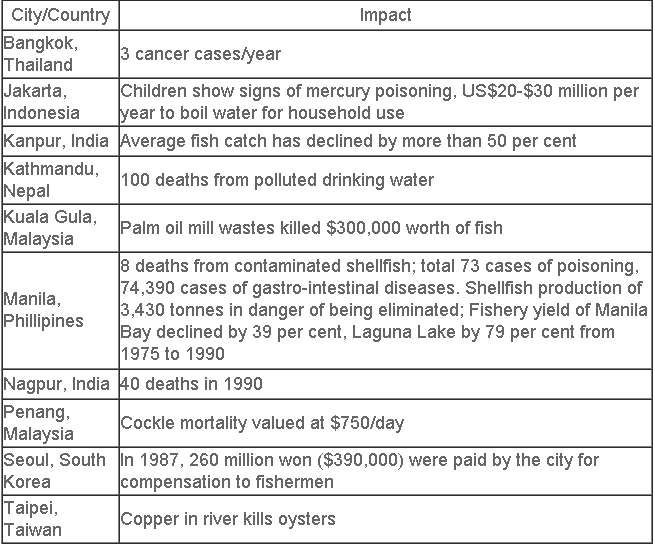 City/Country Impact
Bangkok,
Thailand
3 cancer cases/year
Jakarta,
Indonesia
Children show signs of mercury poisoning, US$20-$30 million per
year to boil water for household use
Kanpur, India
Average fish catch has declined by more than 50 per cent
Kathmandu,
Nepal
100 deaths from polluted drinking water
Kuala Gula,
Malaysia
Palm oil mill wastes killed $300,000 worth of fish
Manila,
Phillipines
8 deaths from contaminated shellfish; total 73 cases of poisoning,
74,390 cases of gastro-intestinal diseases. Shellfish production of
3,430 tonnes in danger of being eliminated; Fishery yield of Manila
Bay declined by 39 per cent, Laguna Lake by 79 per cent from
1975 to 1990
Nagpur, India
40 deaths in 1990
Penang,
Malaysia
Cockle mortality valued at $750/day
Seoul, South
Korea
In 1987, 260 million won ($390,000) were paid by the city for
compensation to fishermen
Taipei,
Taiwan
Copper in river kills oysters